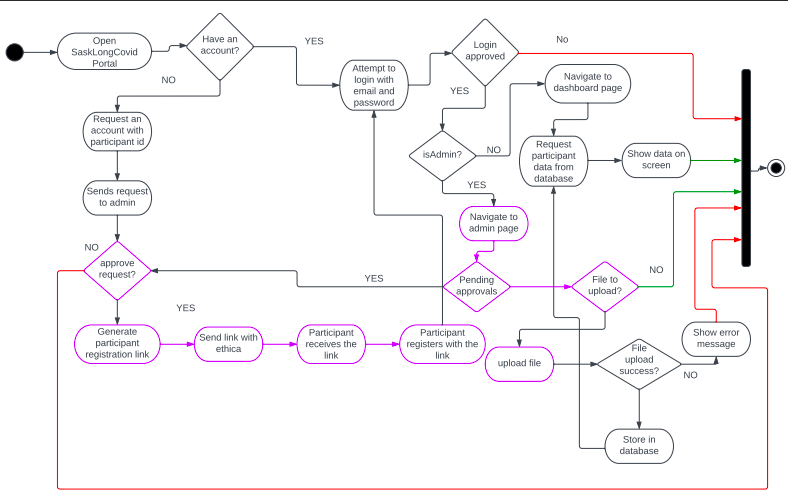 Open
SaskLongCovid
Portal
Have an
account?
YES
NO
Attempt to
login with
email and
password
Login
approved
No
YES
Navigate to
dashboard page
isAdmin?
NO
YES
Request
participant
data from
database
Show data on
screen
Request an
account with
participant id
Sends request
to admin
Navigate to
admin page
NO
approve
request?
YES
YES
Pending
approvals
File to
upload?
NO
Generate
participant
registration link
Send link with
ethica
Participant
receives the
link
Participant
registers with the
link
upload file
File
upload
success?
NO
Show error
message
Store in
database